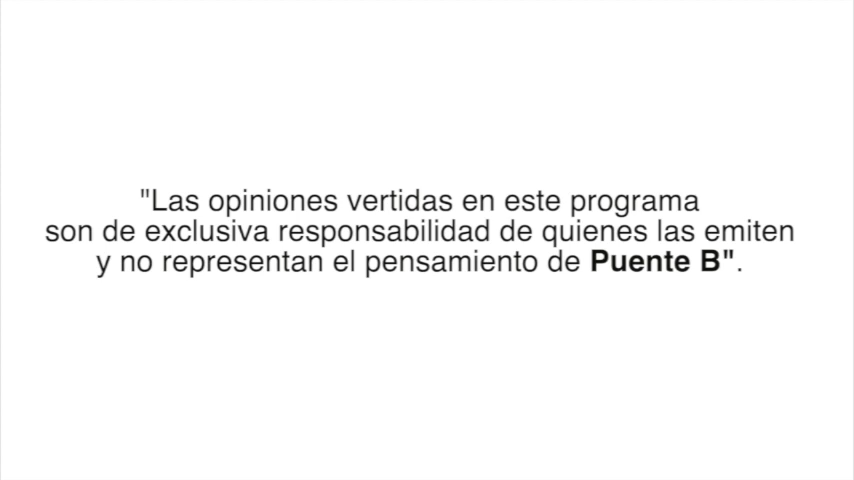 "Las opiniones vertidas en este programa
son de exclusiva responsabilidad de quienes las emiten
y no representan el pensamiento de Puente B".